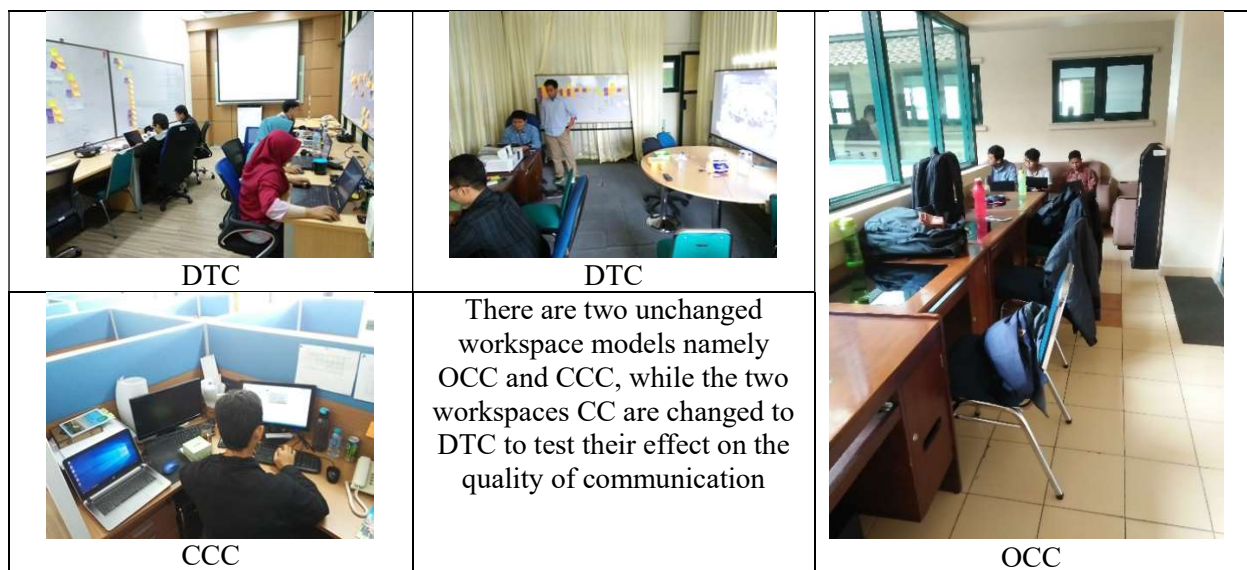 DTC
DTC
CCC
There are two unchanged
workspace models namely
OCC and CCC, while the two
workspaces CC are changed to
DTC to test their effect on the
quality of communication
OCC